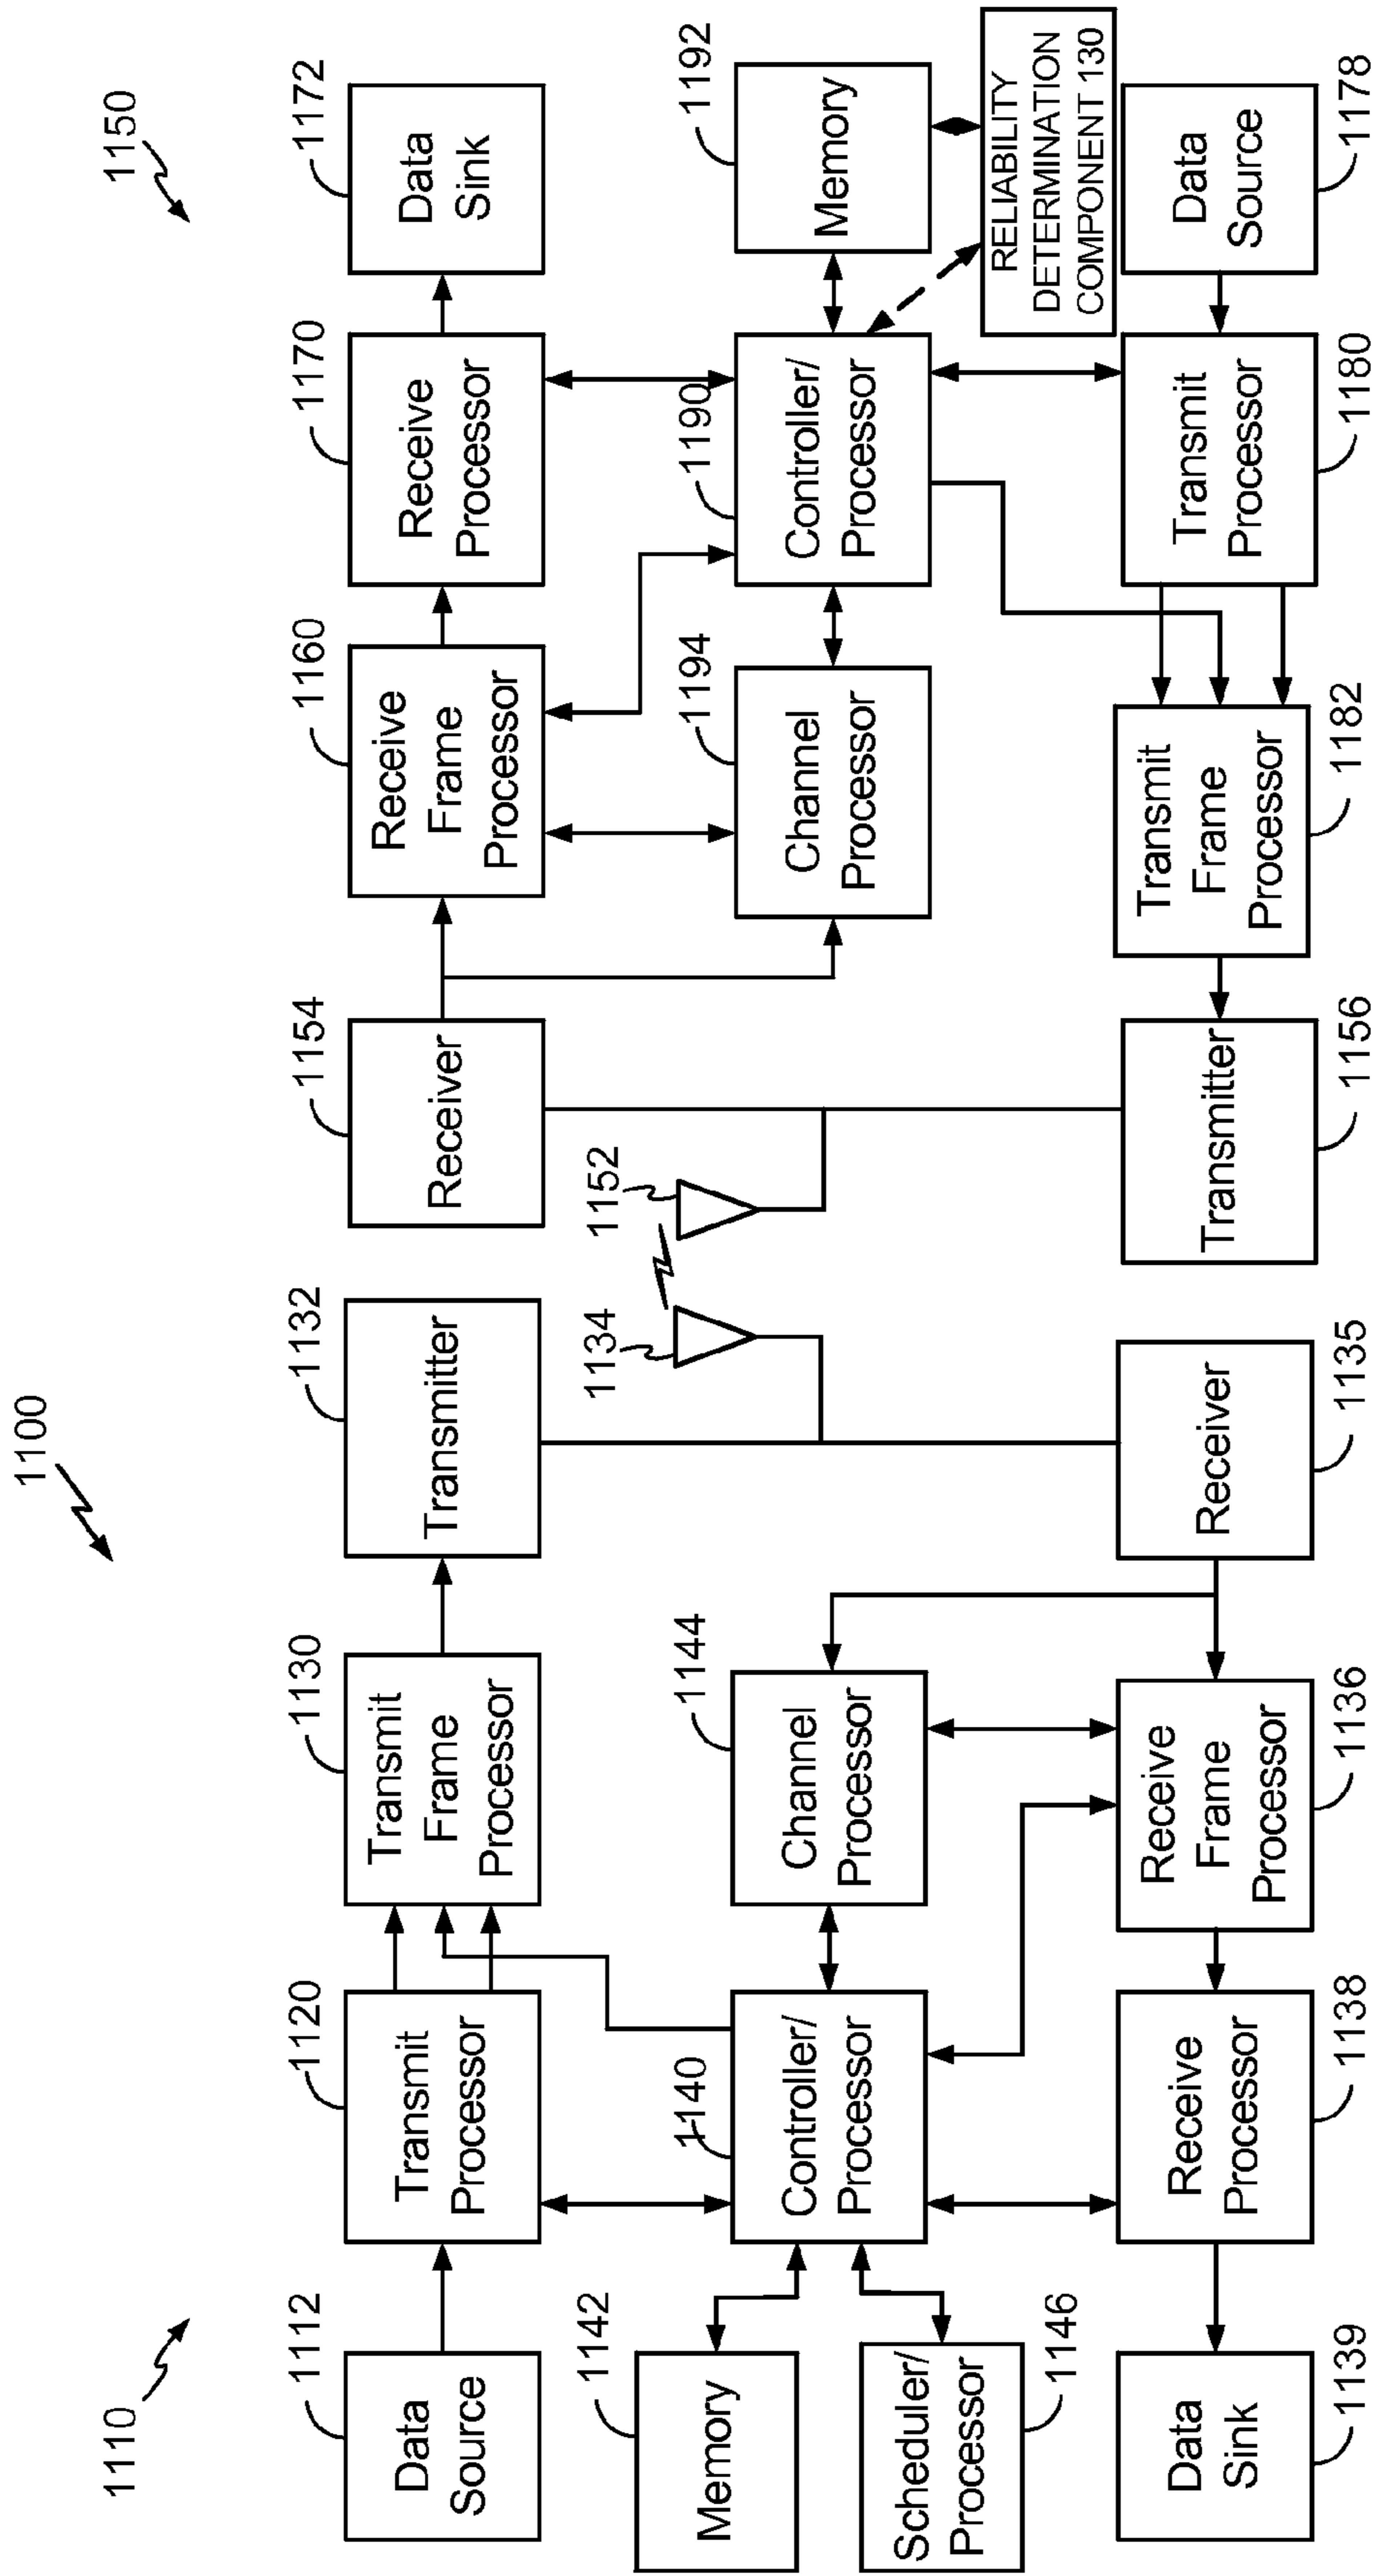 1100
1110
1150
1112
Data
Source
1120
Transmit
Processor
1130
Transmit
Frame
Processor
1132
Transmitter
1154
Receiver
1160
Receive
Frame
Processor
1170
Receive
Processor
1172
Data
Sink
1142
Memory
1140
Controller/
Processor
1144
Channel
Processor
1134
1152
1194
Channel
Processor
1190
Controller/
Processor
1192
Memory
Scheduler/
Processor
1146
RELIABILITY
DETERMINATION
COMPONENT 130
Data
Sink
1139
Receive
Processor
1138
Receive
Frame
Processor
1136
Receiver
1135
Transmitter
1156
Transmit
Frame
Processor
1182
Transmit
Processor
1180
Data
Source
1178